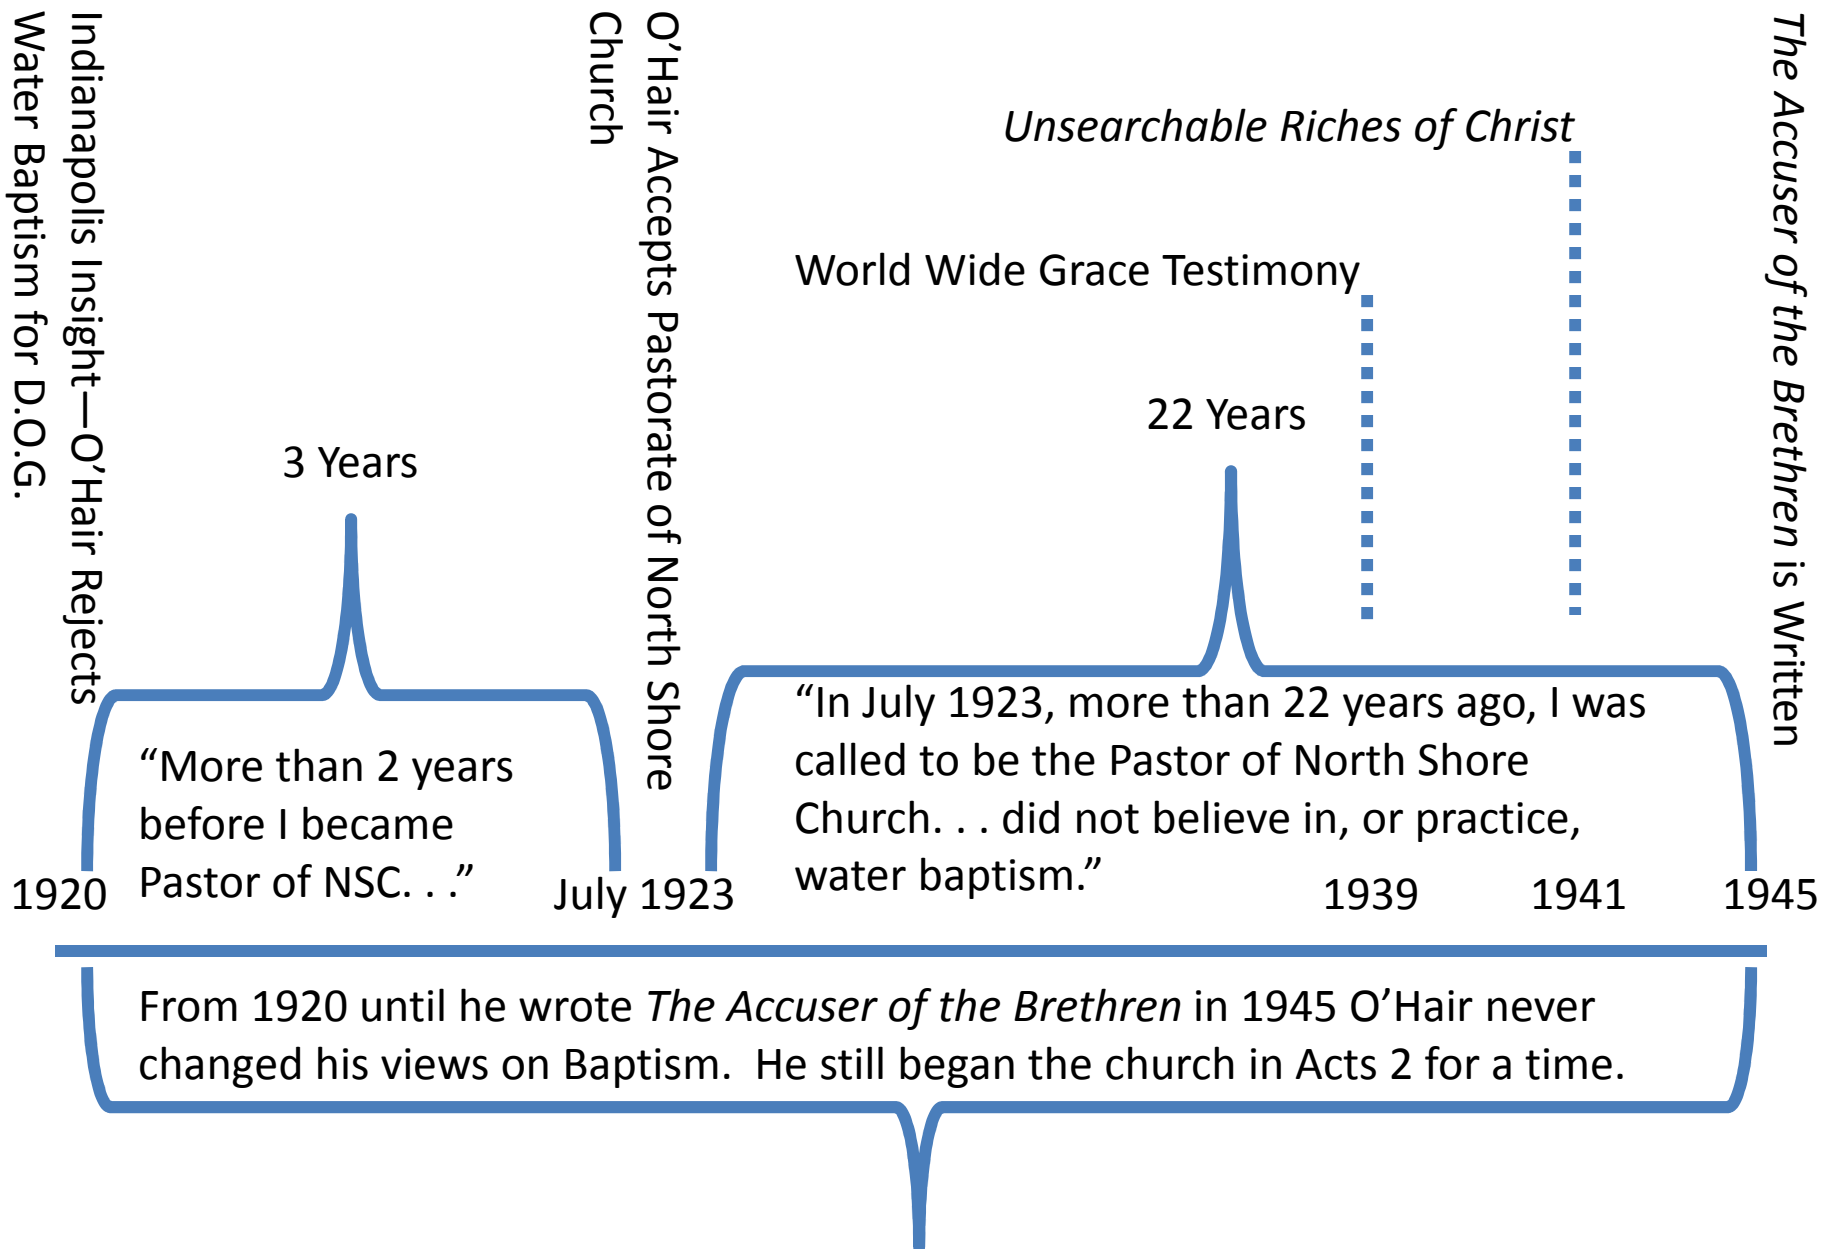 Indianapolis Insight—O’Hair Rejects
Water Baptism for D.O.G.
O’Hair Accepts Pastorate of North Shore
Church
The Accuser of the Brethren is Written
Unsearchable Riches of Christ
World Wide Grace Testimony
22 Years
3 Years
“More than 2 years
before I became
Pastor of NSC. . .”
“In July 1923, more than 22 years ago, I was
called to be the Pastor of North Shore
Church. . . did not believe in, or practice,
water baptism.”
1920
July 1923
1939
1941
1945
From 1920 until he wrote The Accuser of the Brethren in 1945 O’Hair never
changed his views on Baptism.  He still began the church in Acts 2 for a time.